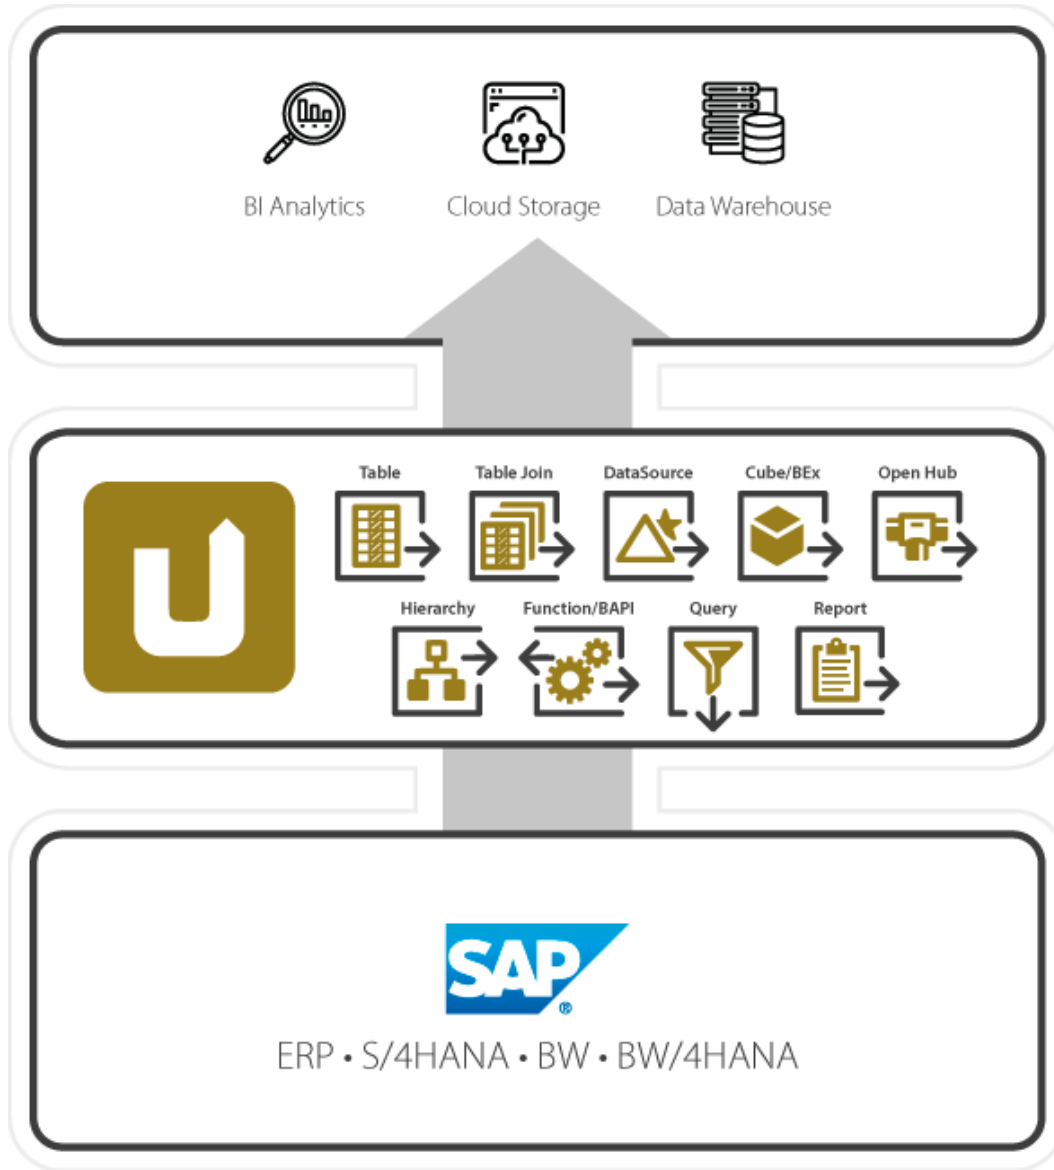 BI Analytics
Cloud Storage
Data Warehouse
Table
Table Join
DataSource
Cube/BEx
Open Hub
Hierarchy
Function/BAPI
Query
Report
SAP®
ERP • S/4HANA • BW • BW/4HANA